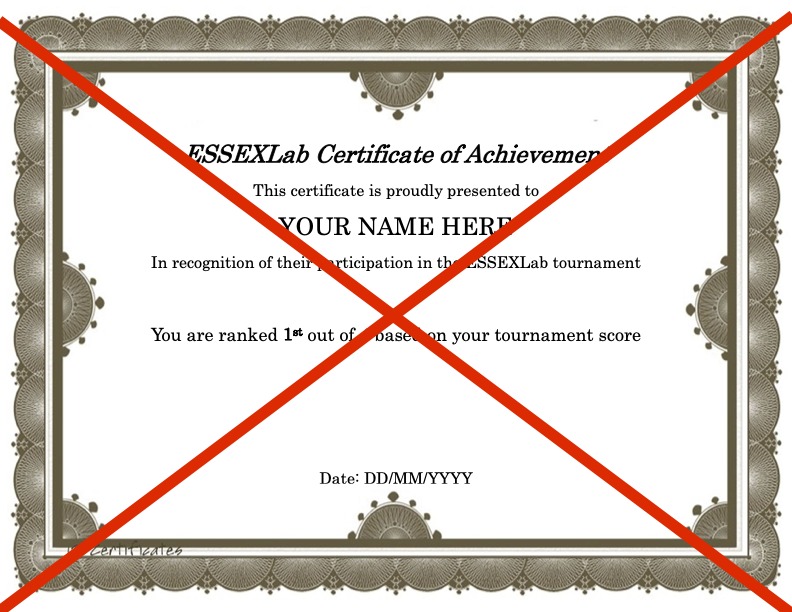 ESSEXLab Certificate of Achievement
This certificate is proudly presented to
YOUR NAME HERE
In recognition of their participation in the ESSEXLab tournament
You are ranked 1st out of based on your tournament score
Date: DD/MM/YYYY
Certificates